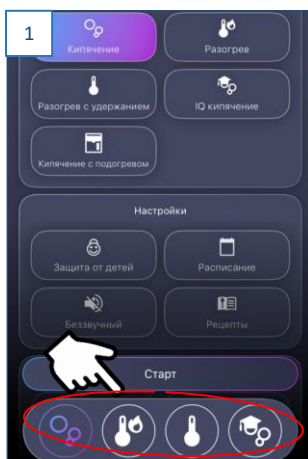 1
Кипячение
Разогрев
Разогрев с удержанием
IQ кипячение
Кипячение с подогревом
Настройки
Защита от детей
Расписание
Беззвучный
Рецепты
Старт